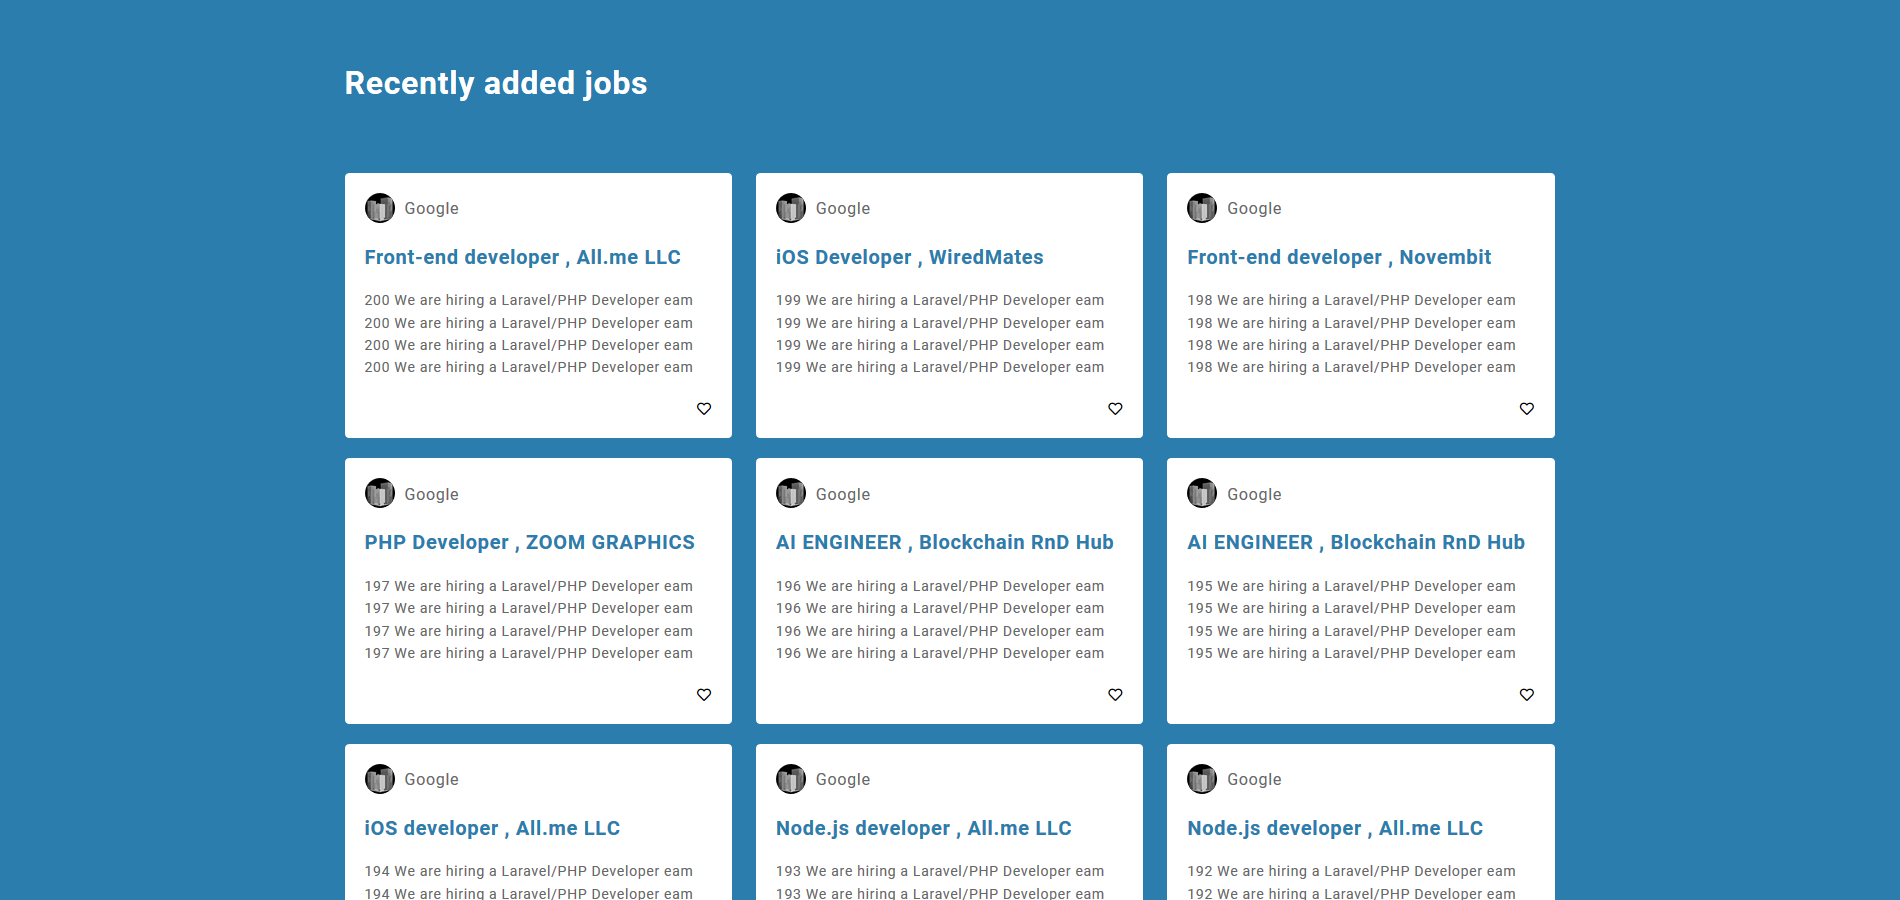 Recently added jobs
Google
Front-end developer , All.me LLC
200 We are hiring a Laravel/PHP Developer eam
200 We are hiring a Laravel/PHP Developer eam
200 We are hiring a Laravel/PHP Developer eam
200 We are hiring a Laravel/PHP Developer eam
Google
iOS Developer , WiredMates
199 We are hiring a Laravel/PHP Developer eam
199 We are hiring a Laravel/PHP Developer eam
199 We are hiring a Laravel/PHP Developer eam
199 We are hiring a Laravel/PHP Developer eam
Google
Front-end developer , Novembit
198 We are hiring a Laravel/PHP Developer eam
198 We are hiring a Laravel/PHP Developer eam
198 We are hiring a Laravel/PHP Developer eam
198 We are hiring a Laravel/PHP Developer eam
Google
PHP Developer , ZOOM GRAPHICS
197 We are hiring a Laravel/PHP Developer eam
197 We are hiring a Laravel/PHP Developer eam
197 We are hiring a Laravel/PHP Developer eam
197 We are hiring a Laravel/PHP Developer eam
Google
AI ENGINEER , Blockchain RnD Hub
196 We are hiring a Laravel/PHP Developer eam
196 We are hiring a Laravel/PHP Developer eam
196 We are hiring a Laravel/PHP Developer eam
196 We are hiring a Laravel/PHP Developer eam
Google
AI ENGINEER , Blockchain RnD Hub
195 We are hiring a Laravel/PHP Developer eam
195 We are hiring a Laravel/PHP Developer eam
195 We are hiring a Laravel/PHP Developer eam
195 We are hiring a Laravel/PHP Developer eam
Google
iOS developer , All.me LLC
194 We are hiring a Laravel/PHP Developer eam
194 We are hiring a Laravel/PHP Developer eam
Google
Node.js developer , All.me LLC
193 We are hiring a Laravel/PHP Developer eam
193 We are hiring a Laravel/PHP Developer eam
Google
Node.js developer , All.me LLC
192 We are hiring a Laravel/PHP Developer eam
192 We are hiring a Laravel/PHP Developer eam